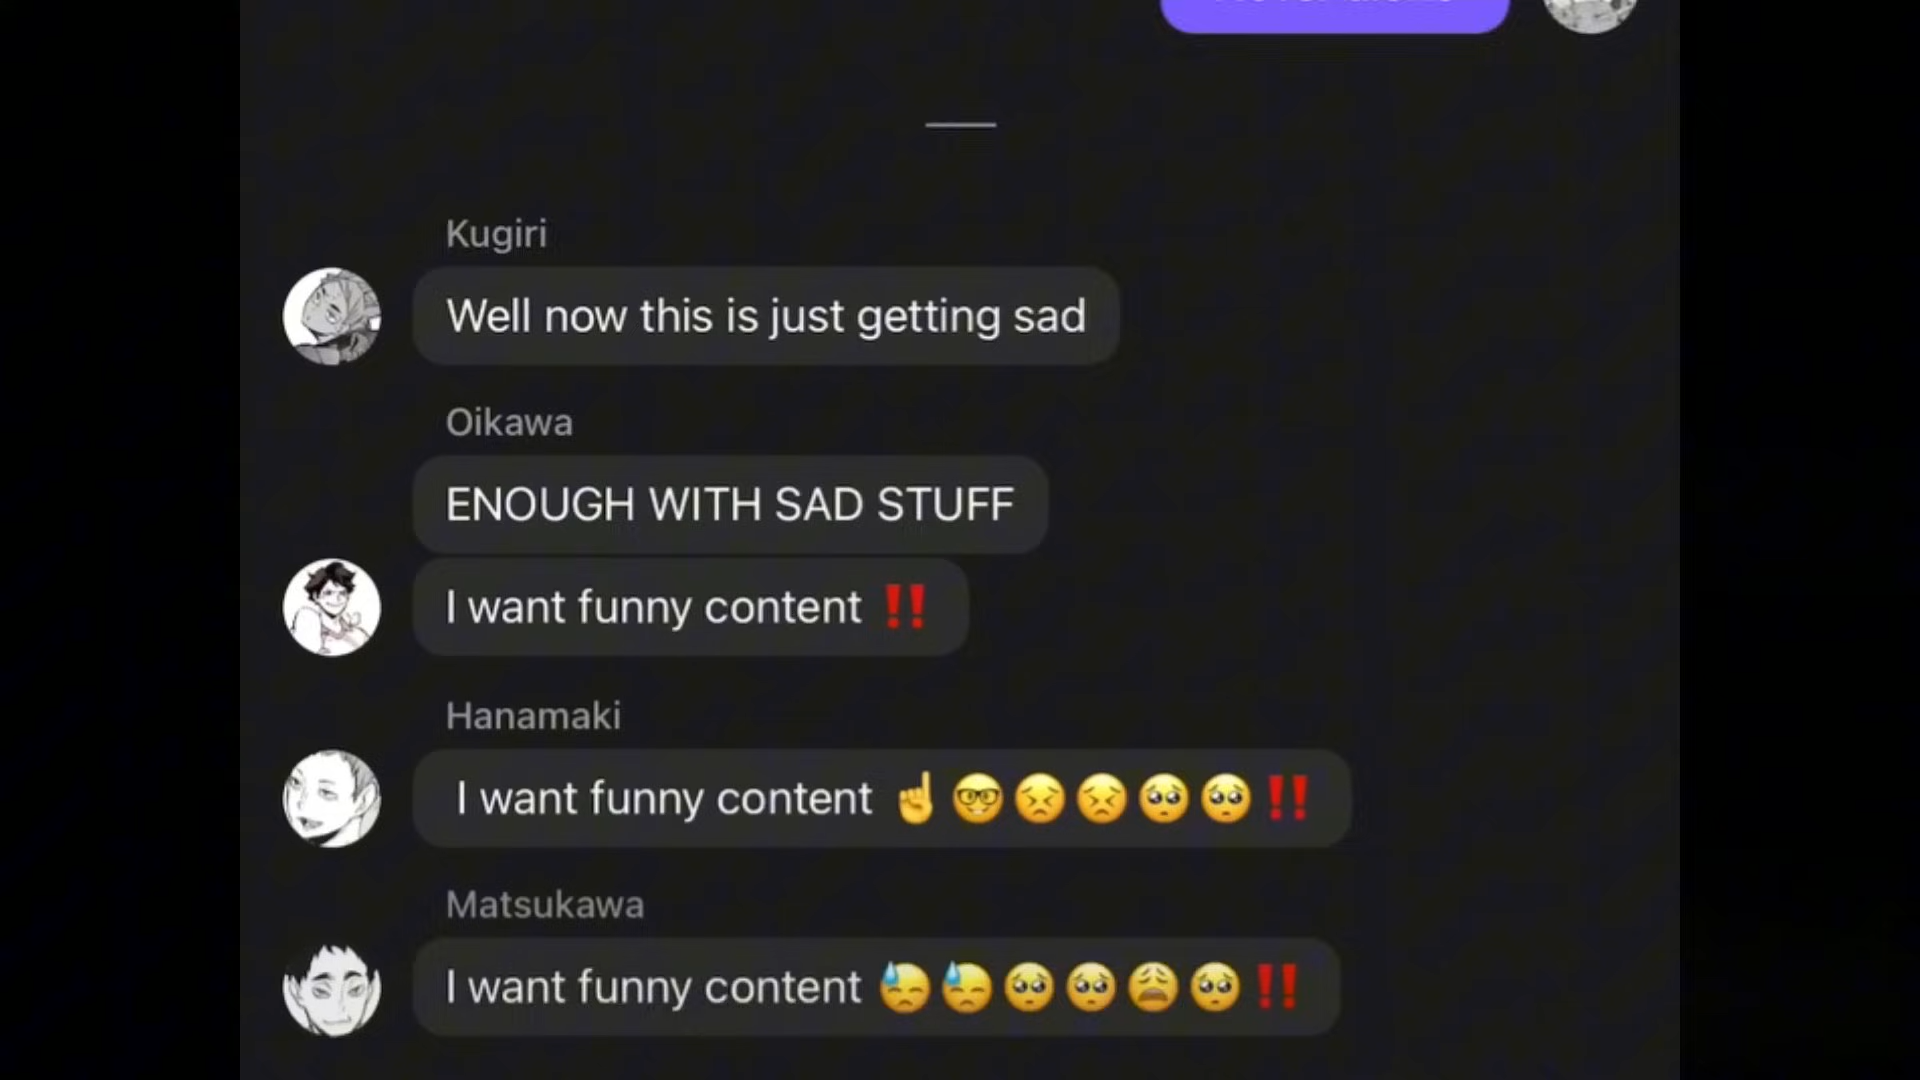 Kugiri
Well now this is just getting sad
Oikawa
ENOUGH WITH SAD STUFF
I want funny content ‼️
Hanamaki
I want funny content ☝️🤓😣😣🥺🥺‼️
Matsukawa
I want funny content 😓😓🥺🥺😩🥺‼️